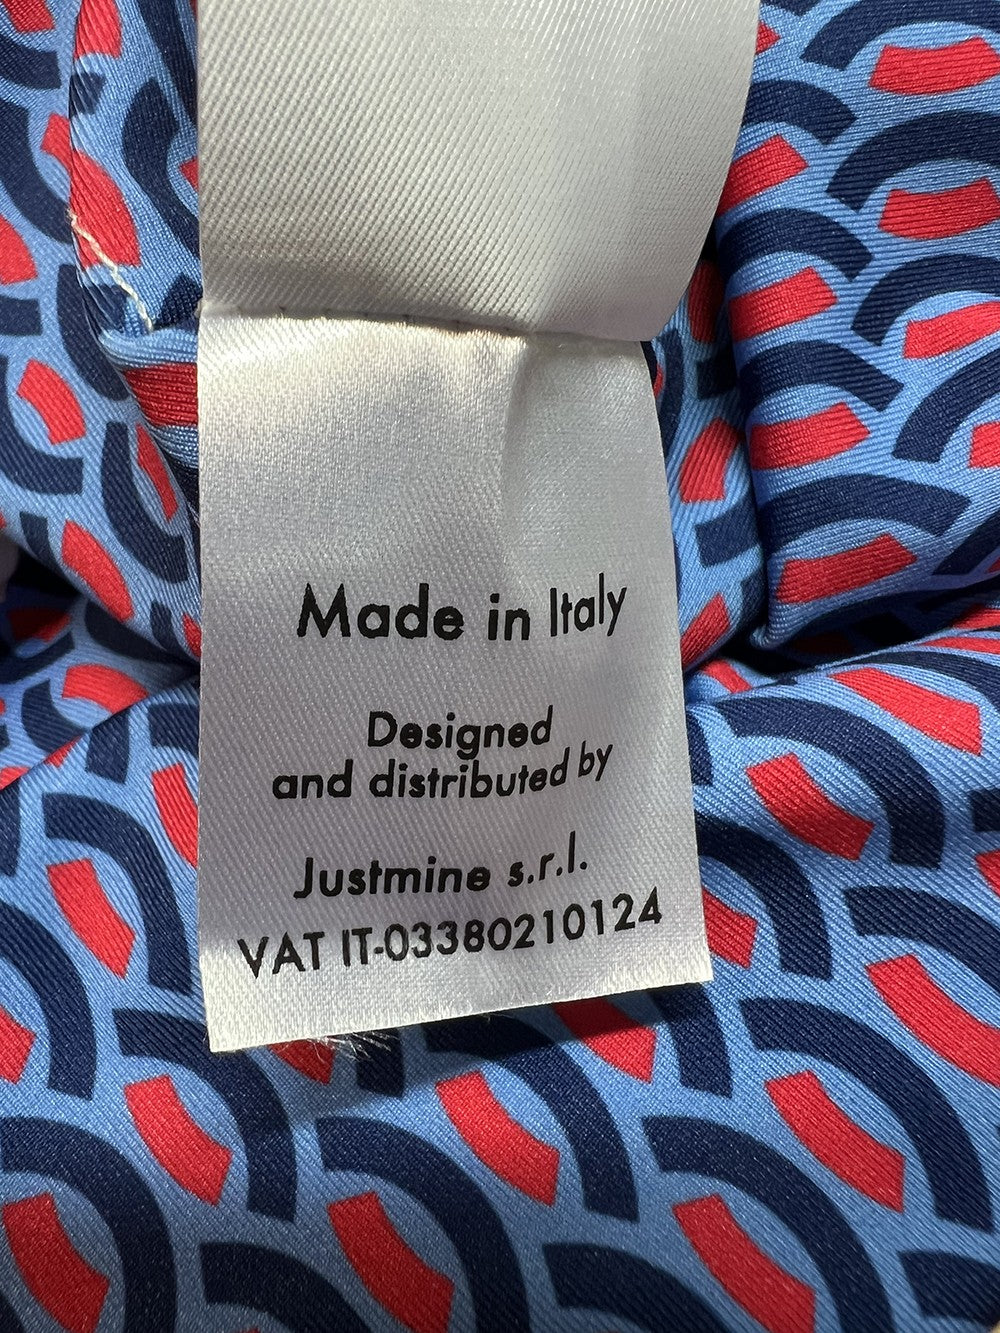 Made in Italy
Designed
and distributed by
Justmine s.r.l.
VAT IT-03380210124